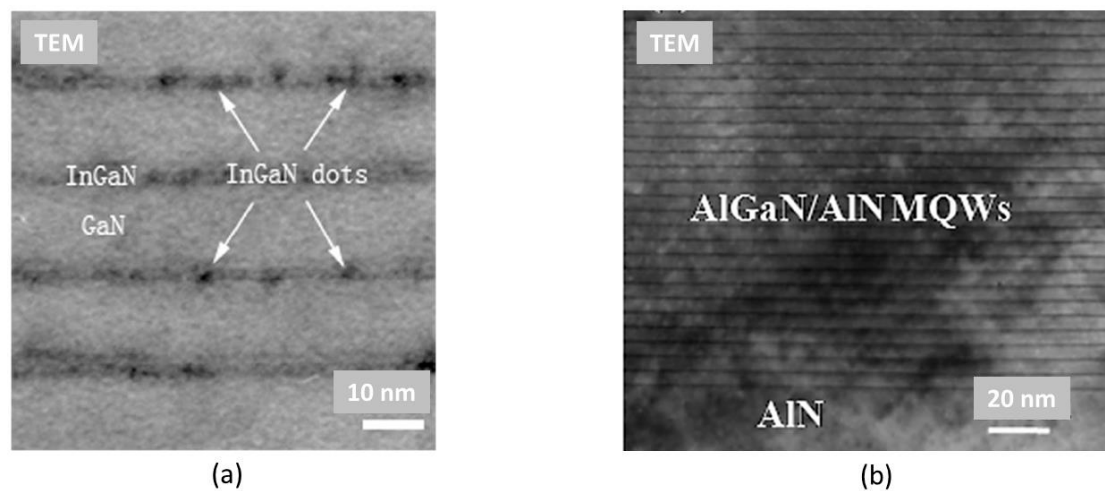 TEM
InGaN
InGaN dots
GaN
10 nm
(a)
TEM
AlGaN/AlN MQWs
AlN
20 nm
(b)